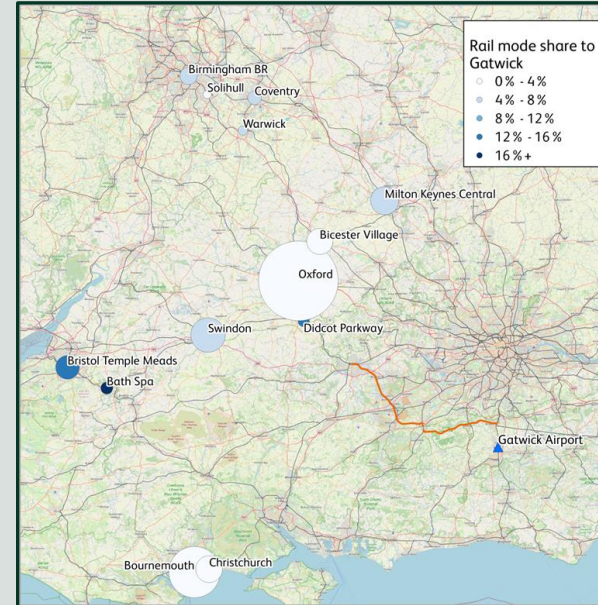 Rail mode share to
Gatwick
0% - 4%
4% - 8%
8% - 12%
12% - 16%
16%+
Birmingham BR
Solihull
Coventry
Warwick
Milton Keynes Central
Bicester Village
Oxford
Didcot Parkway
Swindon
Bristol Temple Meads
Bath Spa
Gatwick Airport
Bournemouth
Christchurch